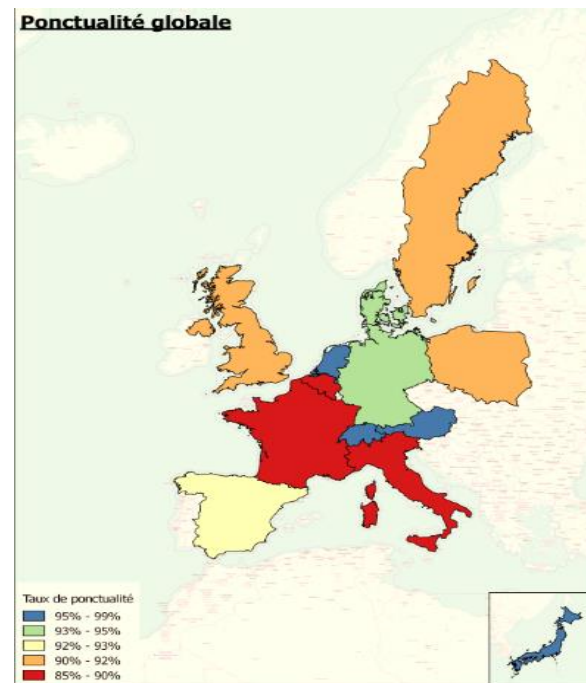 Ponctualité globale
Taux de ponctualité
95% - 99%
93% - 95%
92% - 93%
90% - 92%
85% - 90%